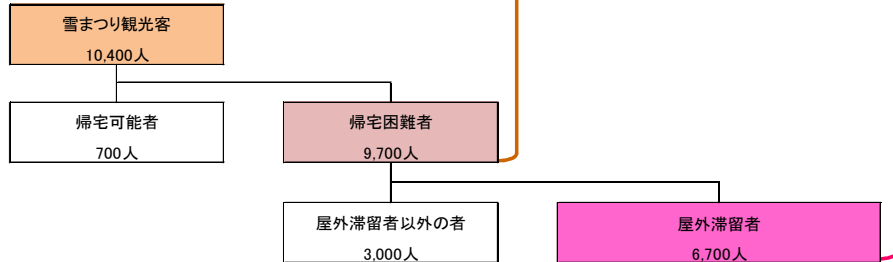 雪まつり観光客
10,400人
帰宅可能者
700人
帰宅困難者
9,700人
屋外滞留者以外の者
3,000人
屋外滞留者
6,700人